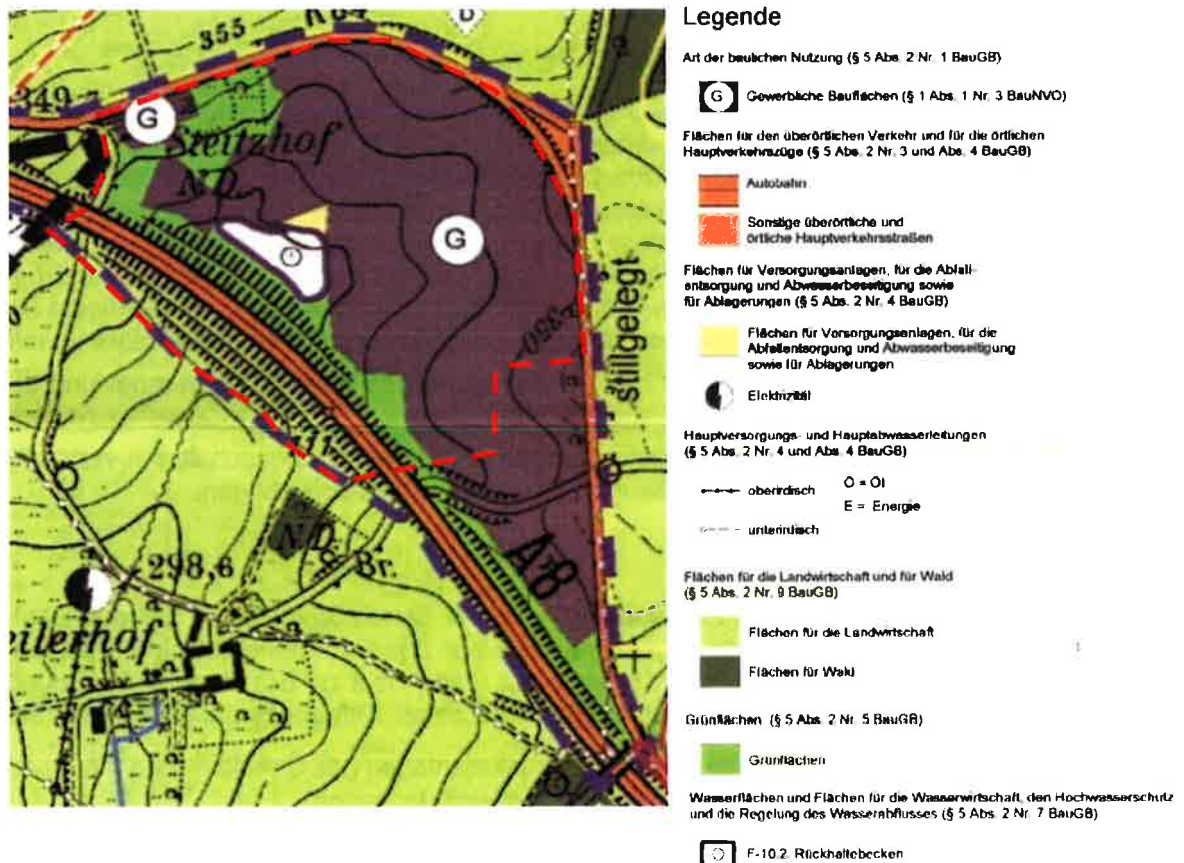 355
349
G
Steitzhof
ND.
G
350
stillgelegt
A 8
ND.
Br.
298,6
eilerhof
Legende
Art der baulichen Nutzung (§ 5 Abs. 2 Nr. 1 BauGB)
G Gewerbliche Bauflächen (§ 1 Abs. 1 Nr. 3 BauNVO)
Flächen für den überörtlichen Verkehr und für die örtlichen
Hauptverkehrszüge (§ 5 Abs. 2 Nr. 3 und Abs. 4 BauGB)
Autobahn
Sonstige überörtliche und
örtliche Hauptverkehrsstraßen
Flächen für Versorgungsanlagen, für die Abfall-
entsorgung und Abwasserbeseitigung sowie
für Ablagerungen (§ 5 Abs. 2 Nr. 4 BauGB)
Flächen für Versorgungsanlagen, für die
Abfallentsorgung und Abwasserbeseitigung
sowie für Ablagerungen
Elektrizität
Hauptversorgungs- und Hauptabwasserleitungen
(§ 5 Abs. 2 Nr. 4 und Abs. 4 BauGB)
oberirdisch Ö = Öl
E = Energie
unterirdisch
Flächen für die Landwirtschaft und für Wald
(§ 5 Abs. 2 Nr. 9 BauGB)
Flächen für die Landwirtschaft
Flächen für Wald
Grünflächen (§ 5 Abs. 2 Nr. 5 BauGB)
Grünflächen
Wasserflächen und Flächen für die Wasserwirtschaft, den Hochwasserschutz
und die Regelung des Wasserabflusses (§ 5 Abs. 2 Nr. 7 BauGB)
F-10.2 Rückhaltebecken